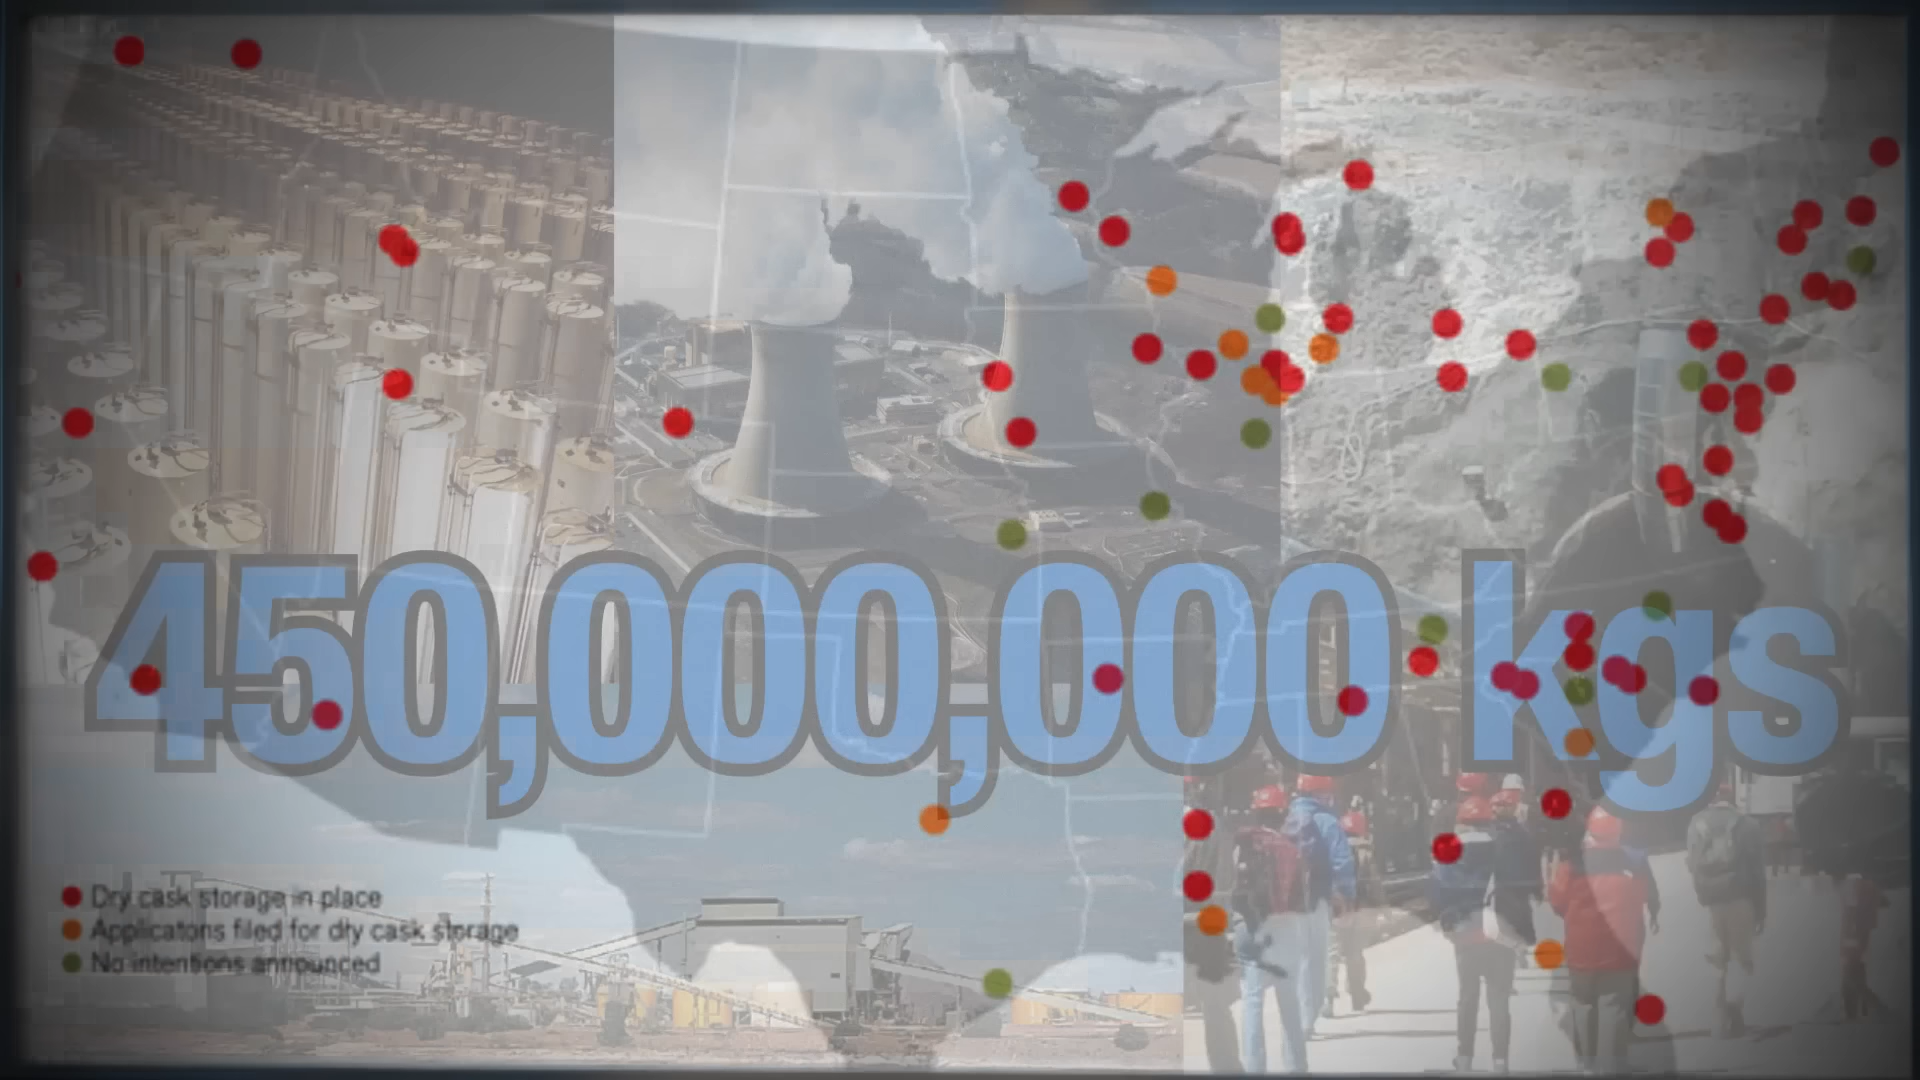 450,000,000 kgs
Dry cask storage in place
Applicatons filed for dry cask storage
No intentions announced